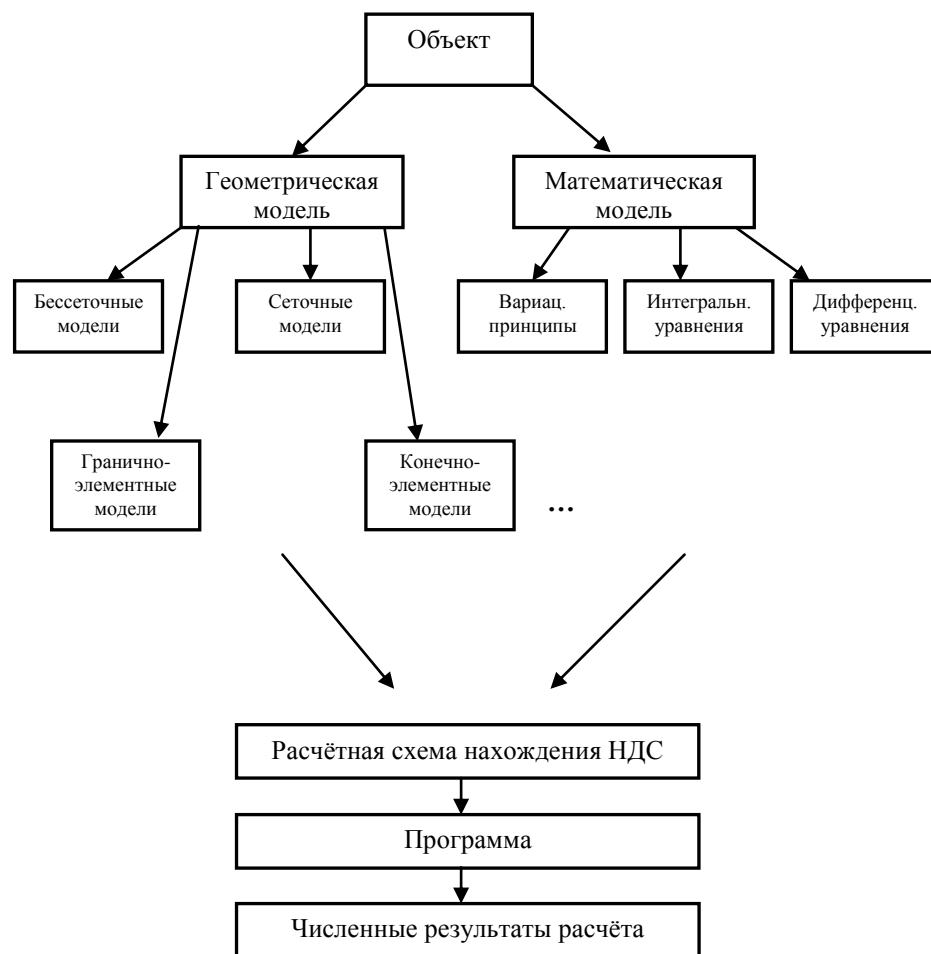 Объект
Геометрическая
модель
Математическая
модель
Бессеточные
модели
Сеточные
модели
Вариац.
принципы
Интегральн.
уравнения
Дифференц.
уравнения
Гранично-
элементные
модели
Конечно-
элементные
модели
...
Расчётная схема нахождения НДС
Программа
Численные результаты расчёта